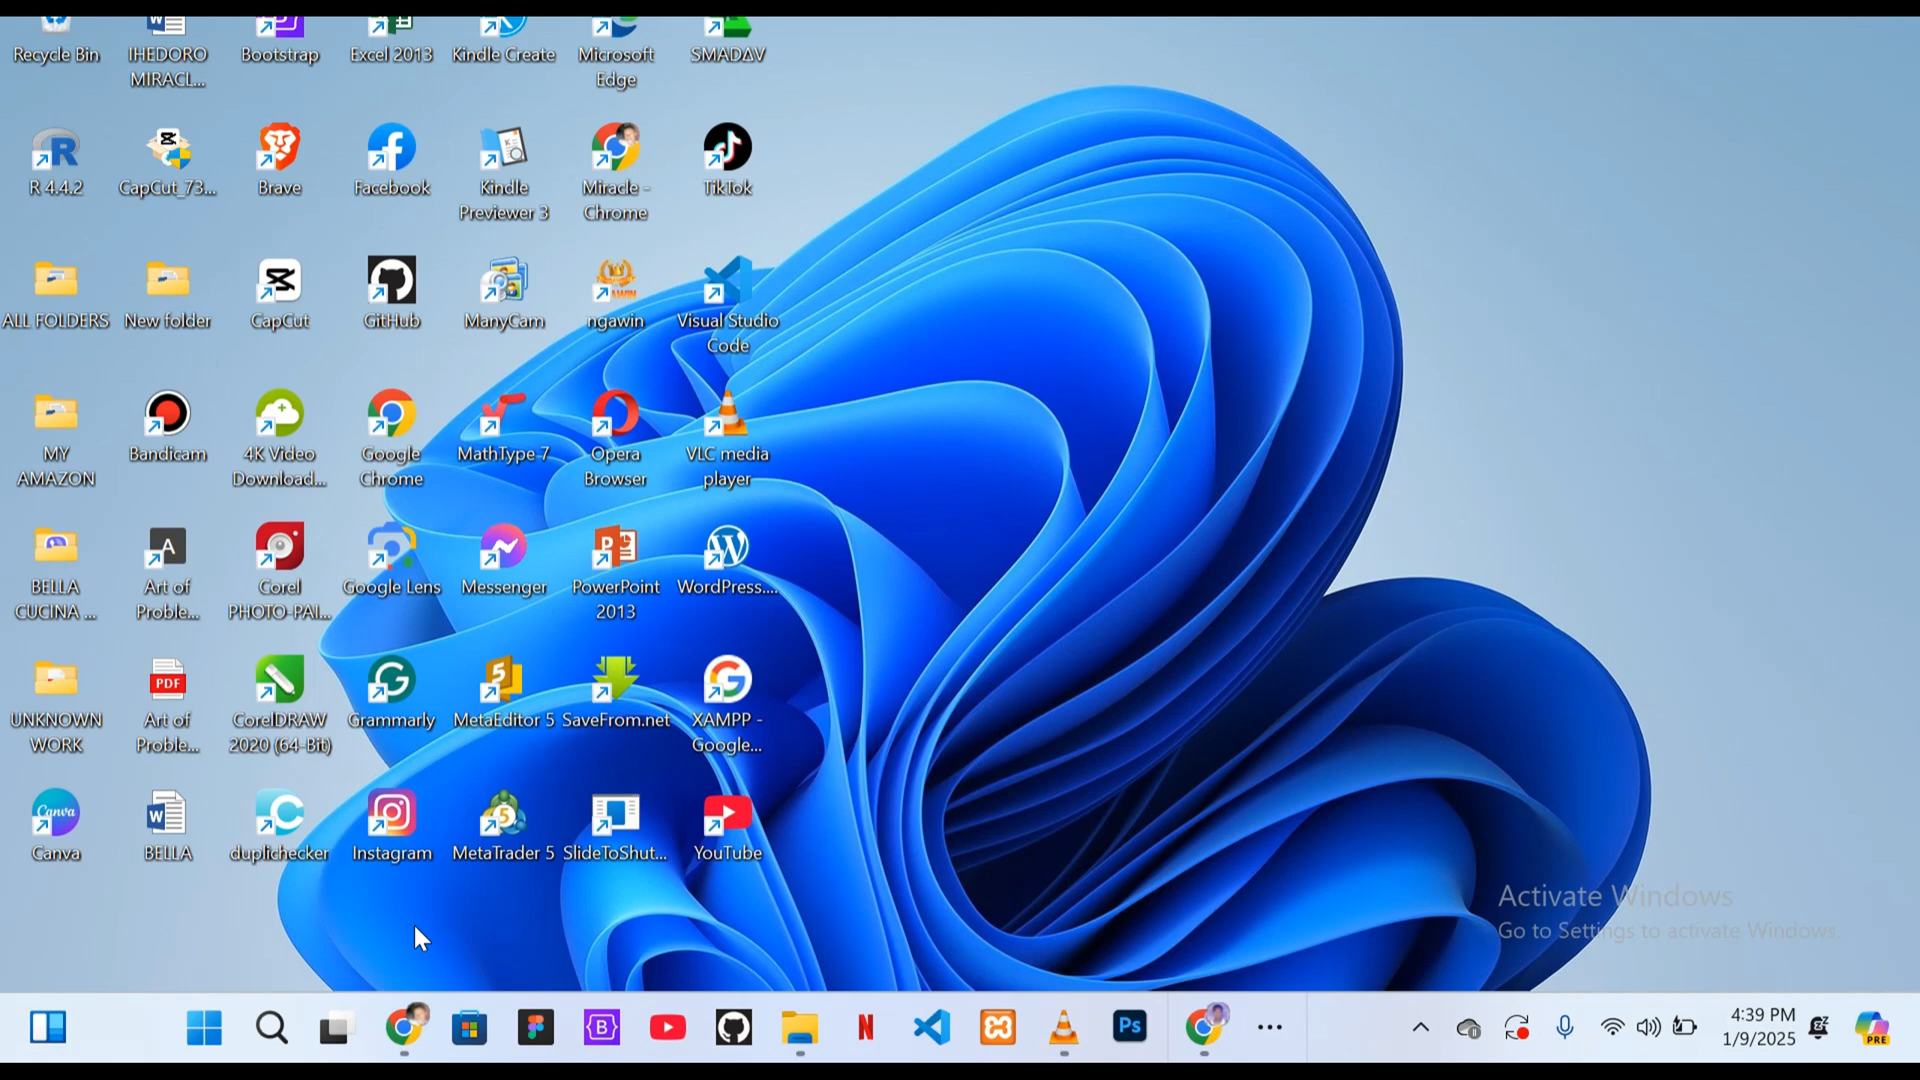 Recycle Bin
IHEDORO
MIRACL...
Bootstrap
Excel 2013
Kindle Create
Microsoft
Edge
SMADΔV
R 4.4.2
CapCut_73...
Brave
Facebook
Kindle
Previewer 3
Miracle -
Chrome
TikTok
ALL FOLDERS
New folder
CapCut
GitHub
ManyCam
ngawin
Visual Studio
Code
MY
AMAZON
Bandicam
4K Video
Download...
Google
Chrome
MathType 7
Opera
Browser
VLC media
player
BELLA
CUCINA ...
Art of
Proble...
Corel
PHOTO-PAI...
Google Lens
Messenger
PowerPoint
2013
WordPress....
UNKNOWN
WORK
PDF
Art of
Proble...
CorelDRAW
2020 (64-Bit)
Grammarly
MetaEditor 5
SaveFrom.net
XAMPP -
Google...
Canva
Canva
BELLA
duplichecker
Instagram
MetaTrader 5
SlideToShut...
YouTube
Activate Windows
Go to Settings to activate Windows.
Ps
4:39 PM
1/9/2025
PRE